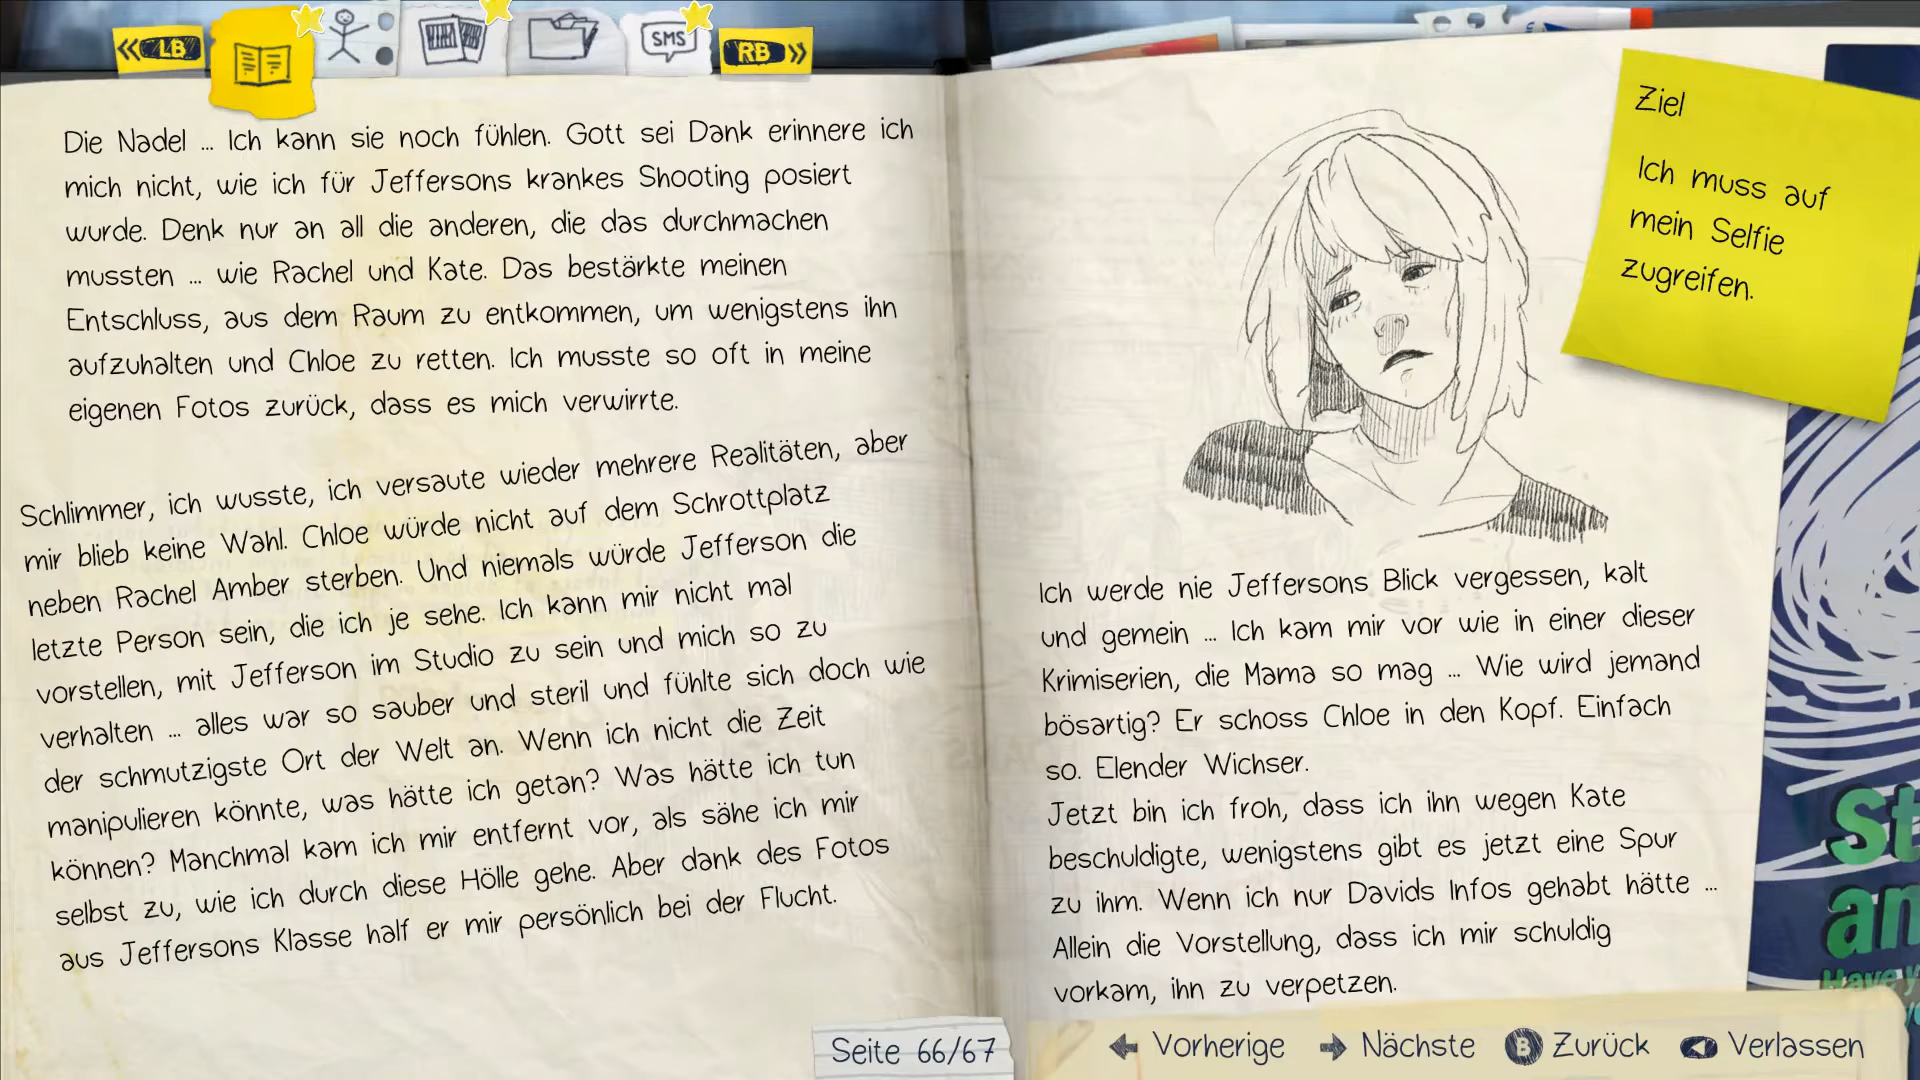 LB
SMS
RB
Die Nadel ... Ich kann sie noch fühlen. Gott sei Dank erinnere ich
mich nicht, wie ich für Jeffersons krankes Shooting posiert
wurde. Denk nur an all die anderen, die das durchmachen
mussten ... wie Rachel und Kate. Das bestärkte meinen
Entschluss, aus dem Raum zu entkommen, um wenigstens ihn
aufzuhalten und Chloe zu retten. Ich musste so oft in meine
eigenen Fotos zurück, dass es mich verwirrte.
Schlimmer, ich wusste, ich versaute wieder mehrere Realitäten, aber
mir blieb keine Wahl. Chloe würde nicht auf dem Schrottplatz
neben Rachel Amber sterben. Und niemals würde Jefferson die
letzte Person sein, die ich je sehe. Ich kann mir nicht mal
vorstellen, mit Jefferson im Studio zu sein und mich so zu
verhalten ... alles war so sauber und steril und fühlte sich doch wie
der schmutzigste Ort der Welt an. Wenn ich nicht die Zeit
manipulieren könnte, was hätte ich getan? Was hätte ich tun
können? Manchmal kam ich mir entfernt vor, als sähe ich mir
selbst zu, wie ich durch diese Hölle gehe. Aber dank des Fotos
aus Jeffersons Klasse half er mir persönlich bei der Flucht.
Ich werde nie Jeffersons Blick vergessen, kalt
und gemein ... Ich kam mir vor wie in einer dieser
Krimiserien, die Mama so mag ... Wie wird jemand
bösartig? Er schoss Chloe in den Kopf. Einfach
so. Elender Wichser.
Jetzt bin ich froh, dass ich ihn wegen Kate
beschuldigte, wenigstens gibt es jetzt eine Spur
zu ihm. Wenn ich nur Davids Infos gehabt hätte ...
Allein die Vorstellung, dass ich mir schuldig
vorkam, ihn zu verpetzen.
Ziel
Ich muss auf
mein Selfie
zugreifen.
St
an
Have y
Seite 66/67
Vorherige
Nächste
B Zurück
Verlassen